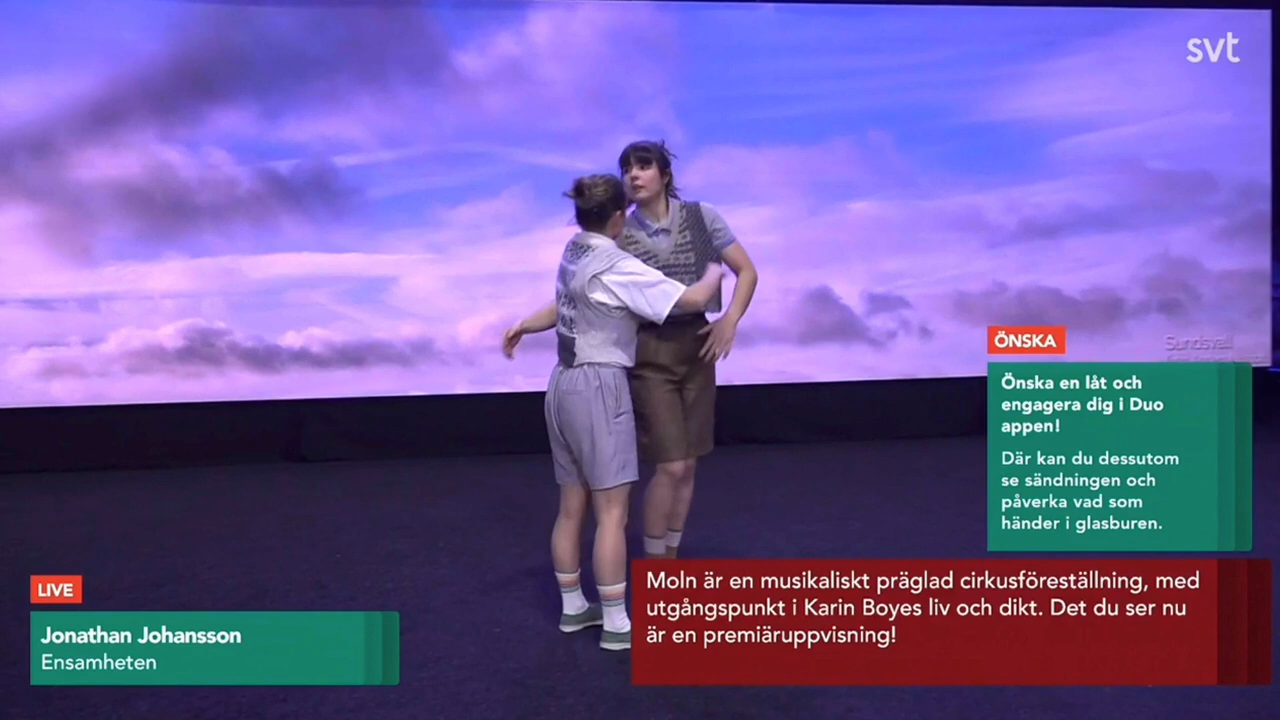 svt
Sundsvall
ÖNSKA
Önska en låt och
engagera dig i Duo
appen!
Där kan du dessutom
se sändningen och
påverka vad som
händer i glasburen.
LIVE
Jonathan Johansson
Ensamheten
Moln är en musikaliskt präglad cirkusföreställning, med
utgångspunkt i Karin Boyes liv och dikt. Det du ser nu
är en premiäruppvisning!